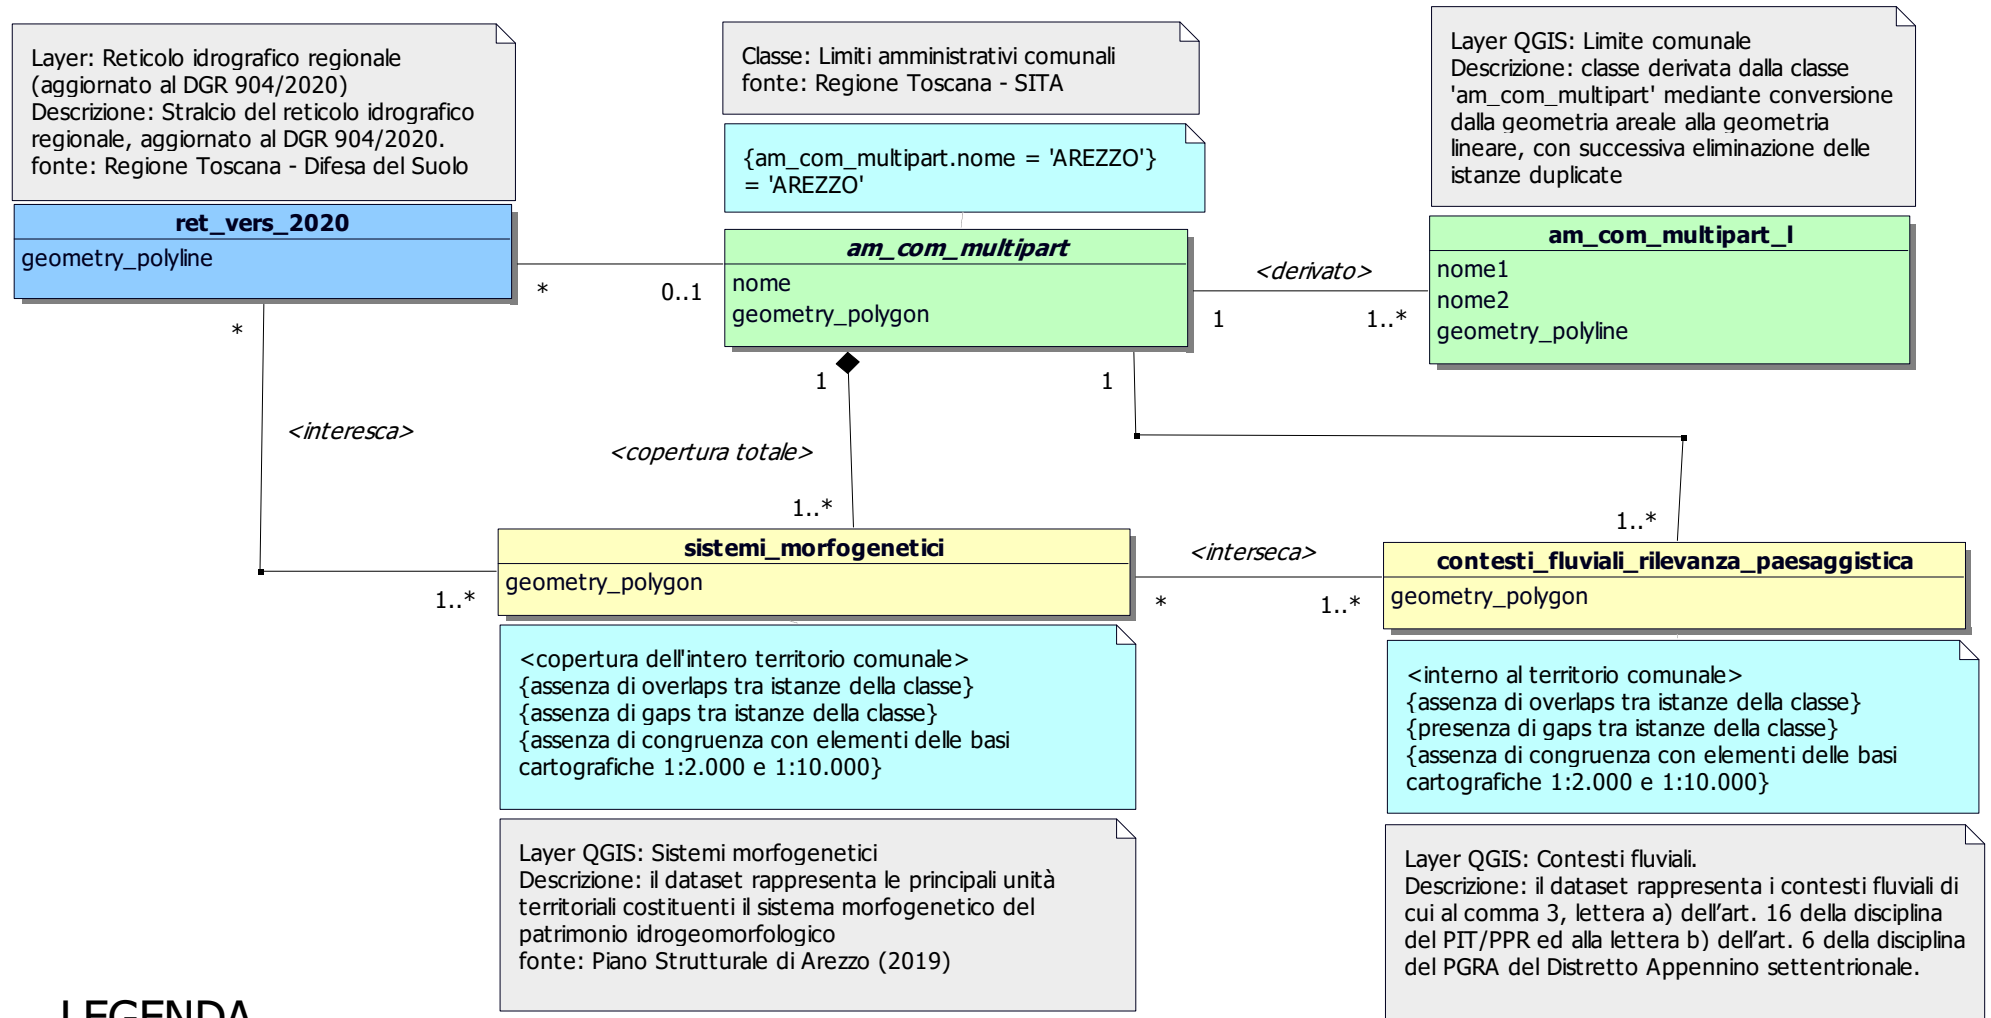 Layer: Reticolo idrografico regionale
(aggiornato al DGR 904/2020)
Descrizione: Stralcio del reticolo idrografico
regionale, aggiornato al DGR 904/2020.
fonte: Regione Toscana - Difesa del Suolo
ret_vers_2020
geometry_polyline
Classe: Limiti amministrativi comunali
fonte: Regione Toscana - SITA
{am_com_multipart.nome = 'AREZZO'}
= 'AREZZO'
am_com_multipart
nome
geometry_polygon
Layer QGIS: Limite comunale
Descrizione: classe derivata dalla classe
'am_com_multipart' mediante conversione
dalla geometria areale alla geometria
lineare, con successiva eliminazione delle
istanze duplicate
am_com_multipart_l
nome1
nome2
geometry_polyline
*
0..1
<derivato>
1
1..*
*
1
1
<interesca>
<copertura totale>
1..*
1..*
sistemi_morfogenetici
geometry_polygon
1..*
<interseca>
*
1..*
contesti_fluviali_rilevanza_paesaggistica
geometry_polygon
<copertura dell'intero territorio comunale>
{assenza di overlaps tra istanze della classe}
{assenza di gaps tra istanze della classe}
{assenza di congruenza con elementi delle basi
cartografiche 1:2.000 e 1:10.000}
<interno al territorio comunale>
{assenza di overlaps tra istanze della classe}
{presenza di gaps tra istanze della classe}
{assenza di congruenza con elementi delle basi
cartografiche 1:2.000 e 1:10.000}
Layer QGIS: Sistemi morfogenetici
Descrizione: il dataset rappresenta le principali unità
territoriali costituenti il sistema morfogenetico del
patrimonio idrogeomorfologico
fonte: Piano Strutturale di Arezzo (2019)
Layer QGIS: Contesti fluviali.
Descrizione: il dataset rappresenta i contesti fluviali di
cui al comma 3, lettera a) dell'art. 16 della disciplina
del PIT/PPR ed alla lettera b) dell'art. 6 della disciplina
del PGRA del Distretto Appennino settentrionale.
LEGENDA